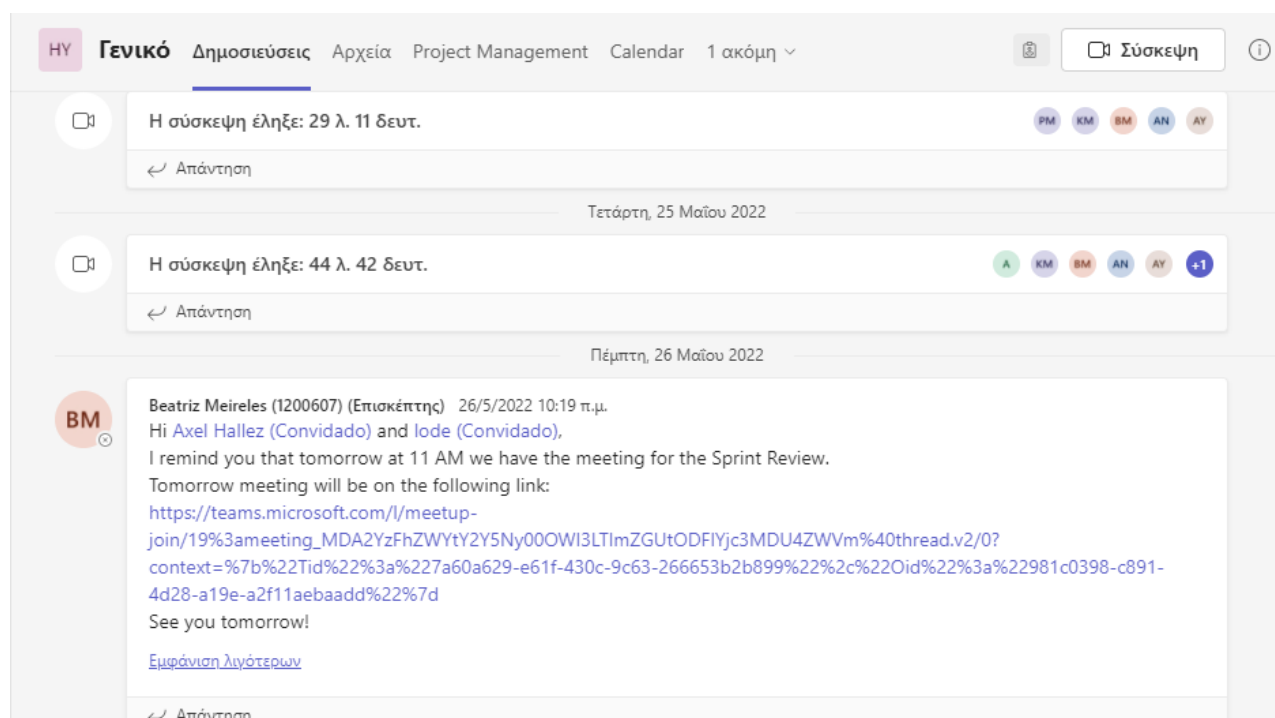 HY Γενικό Δημοσιεύσεις Αρχεία Project Management Calendar 1 ακόμη Σύσκεψη
Η σύσκεψη έληξε: 29 λ. 11 δευτ. PM KM BM AN AY
Απάντηση
Τετάρτη, 25 Μαΐου 2022
Η σύσκεψη έληξε: 44 λ. 42 δευτ. A KM BM AN AY +1
Απάντηση
Πέμπτη, 26 Μαΐου 2022
BM
Beatriz Meireles (1200607) (Επισκέπτης) 26/5/2022 10:19 π.μ.
Hi Axel Hallez (Convidado) and lode (Convidado),
I remind you that tomorrow at 11 AM we have the meeting for the Sprint Review.
Tomorrow meeting will be on the following link:
https://teams.microsoft.com/l/meetup-
join/19%3ameeting_MDA2YzFhZWYtY2Y5Ny00OWI3LTlmZGUtODFlYjc3MDU4ZWVm%40thread.v2/0?
context=%7b%22Tid%22%3a%227a60a629-e61f-430c-9c63-266653b2b899%22%2c%22Oid%22%3a%22981c0398-c891-
4d28-a19e-a2f11aebaadd%22%7d
See you tomorrow!
Εμφάνιση λιγότερων
Απάντηση